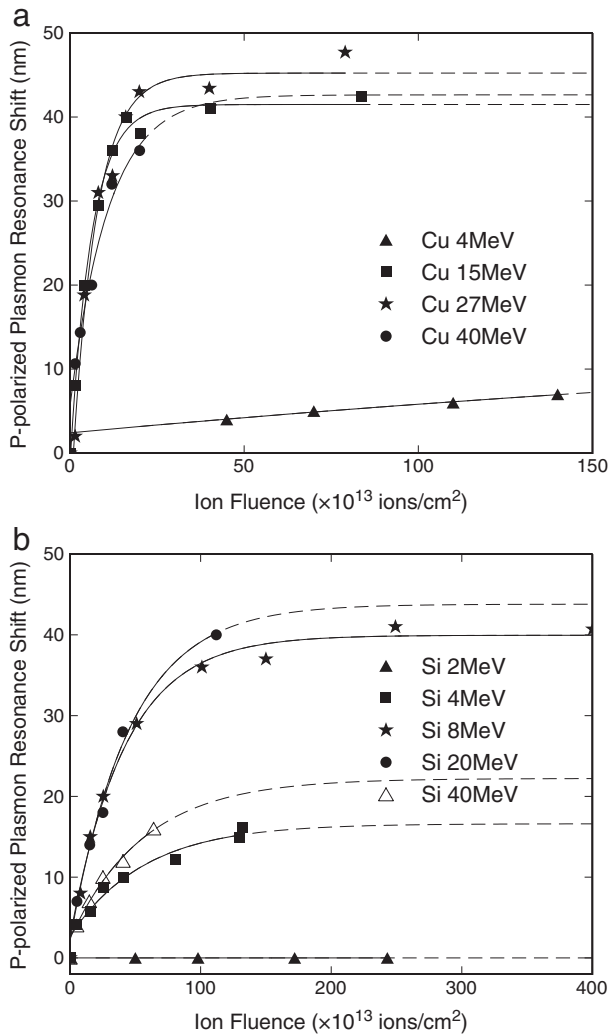 a
P-polarized Plasmon Resonance Shift (nm)
50
40
30
20
10
0
Cu 4MeV
Cu 15MeV
Cu 27MeV
Cu 40MeV
0 50 100 150
Ion Fluence (×10¹³ ions/cm²)
b
P-polarized Plasmon Resonance Shift (nm)
50
40
30
20
10
0
Si 2MeV
Si 4MeV
Si 8MeV
Si 20MeV
Si 40MeV
0 100 200 300 400
Ion Fluence (×10¹³ ions/cm²)